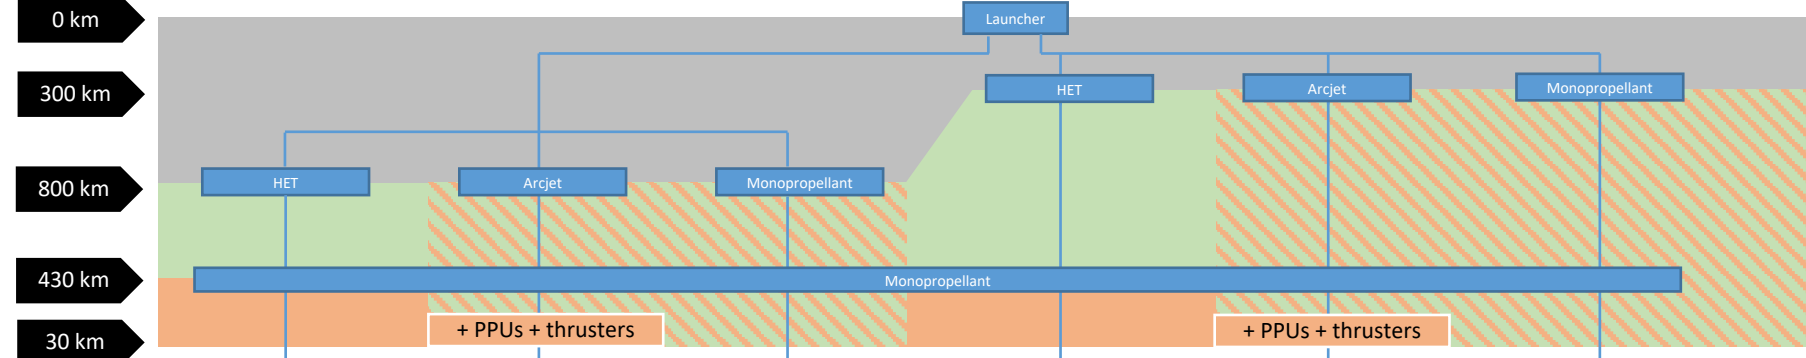 0 km
Launcher
300 km
HET
Arcjet
Monopropellant
800 km
HET
Arcjet
Monopropellant
430 km
Monopropellant
30 km
+ PPUs + thrusters
+ PPUs + thrusters